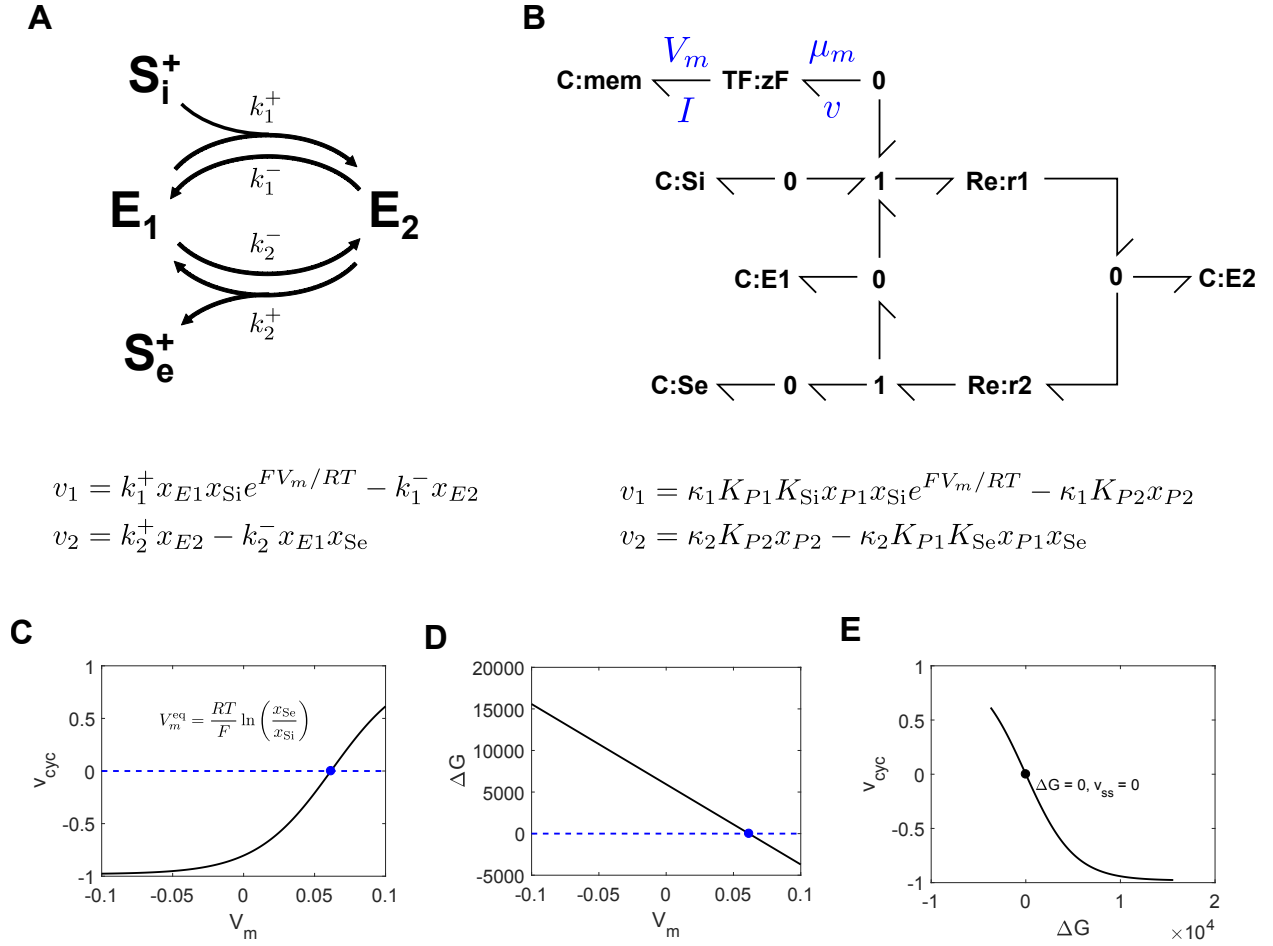 A
S_i^+
k_1^+
k_1^-
E_1
E_2
k_2^-
k_2^+
S_e^+
v_1 = k_1^+ x_{E1} x_{Si} e^{FV_m/RT} − k_1^- x_{E2}
v_2 = k_2^+ x_{E2} − k_2^- x_{E1} x_{Se}
B
V_m
μ_m
C:mem TF:zF 0
I
v
C:Si 0 1 Re:r1
C:E1 0 0 C:E2
C:Se 0 1 Re:r2
v_1 = κ_1 K_{P1} K_{Si} x_{P1} x_{Si} e^{FV_m/RT} − κ_1 K_{P2} x_{P2}
v_2 = κ_2 K_{P2} x_{P2} − κ_2 K_{P1} K_{Se} x_{P1} x_{Se}
C
1
0.5
0
-0.5
-1
v_cyc
V_m^{eq} = \frac{RT}{F} ln(\frac{x_{Se}}{x_{Si}})
-0.1 -0.05 0 0.05 0.1
V_m
D
20000
15000
10000
5000
0
-5000
ΔG
-0.1 -0.05 0 0.05 0.1
V_m
E
1
0.5
0
-0.5
-1
v_cyc
ΔG = 0, v_ss = 0
-1 0 1 2
ΔG
×10^4